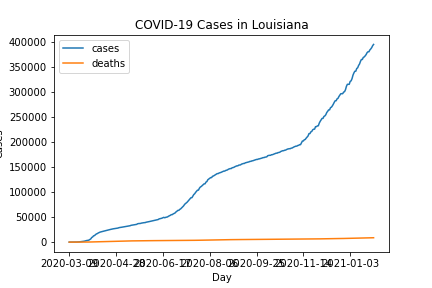 COVID-19 Cases in Louisiana
cases
deaths
400000
350000
300000
250000
200000
150000
100000
50000
0
Cases
2020-03-09 2020-04-28 2020-06-17 2020-08-06 2020-09-25 2020-11-14 2021-01-03
Day